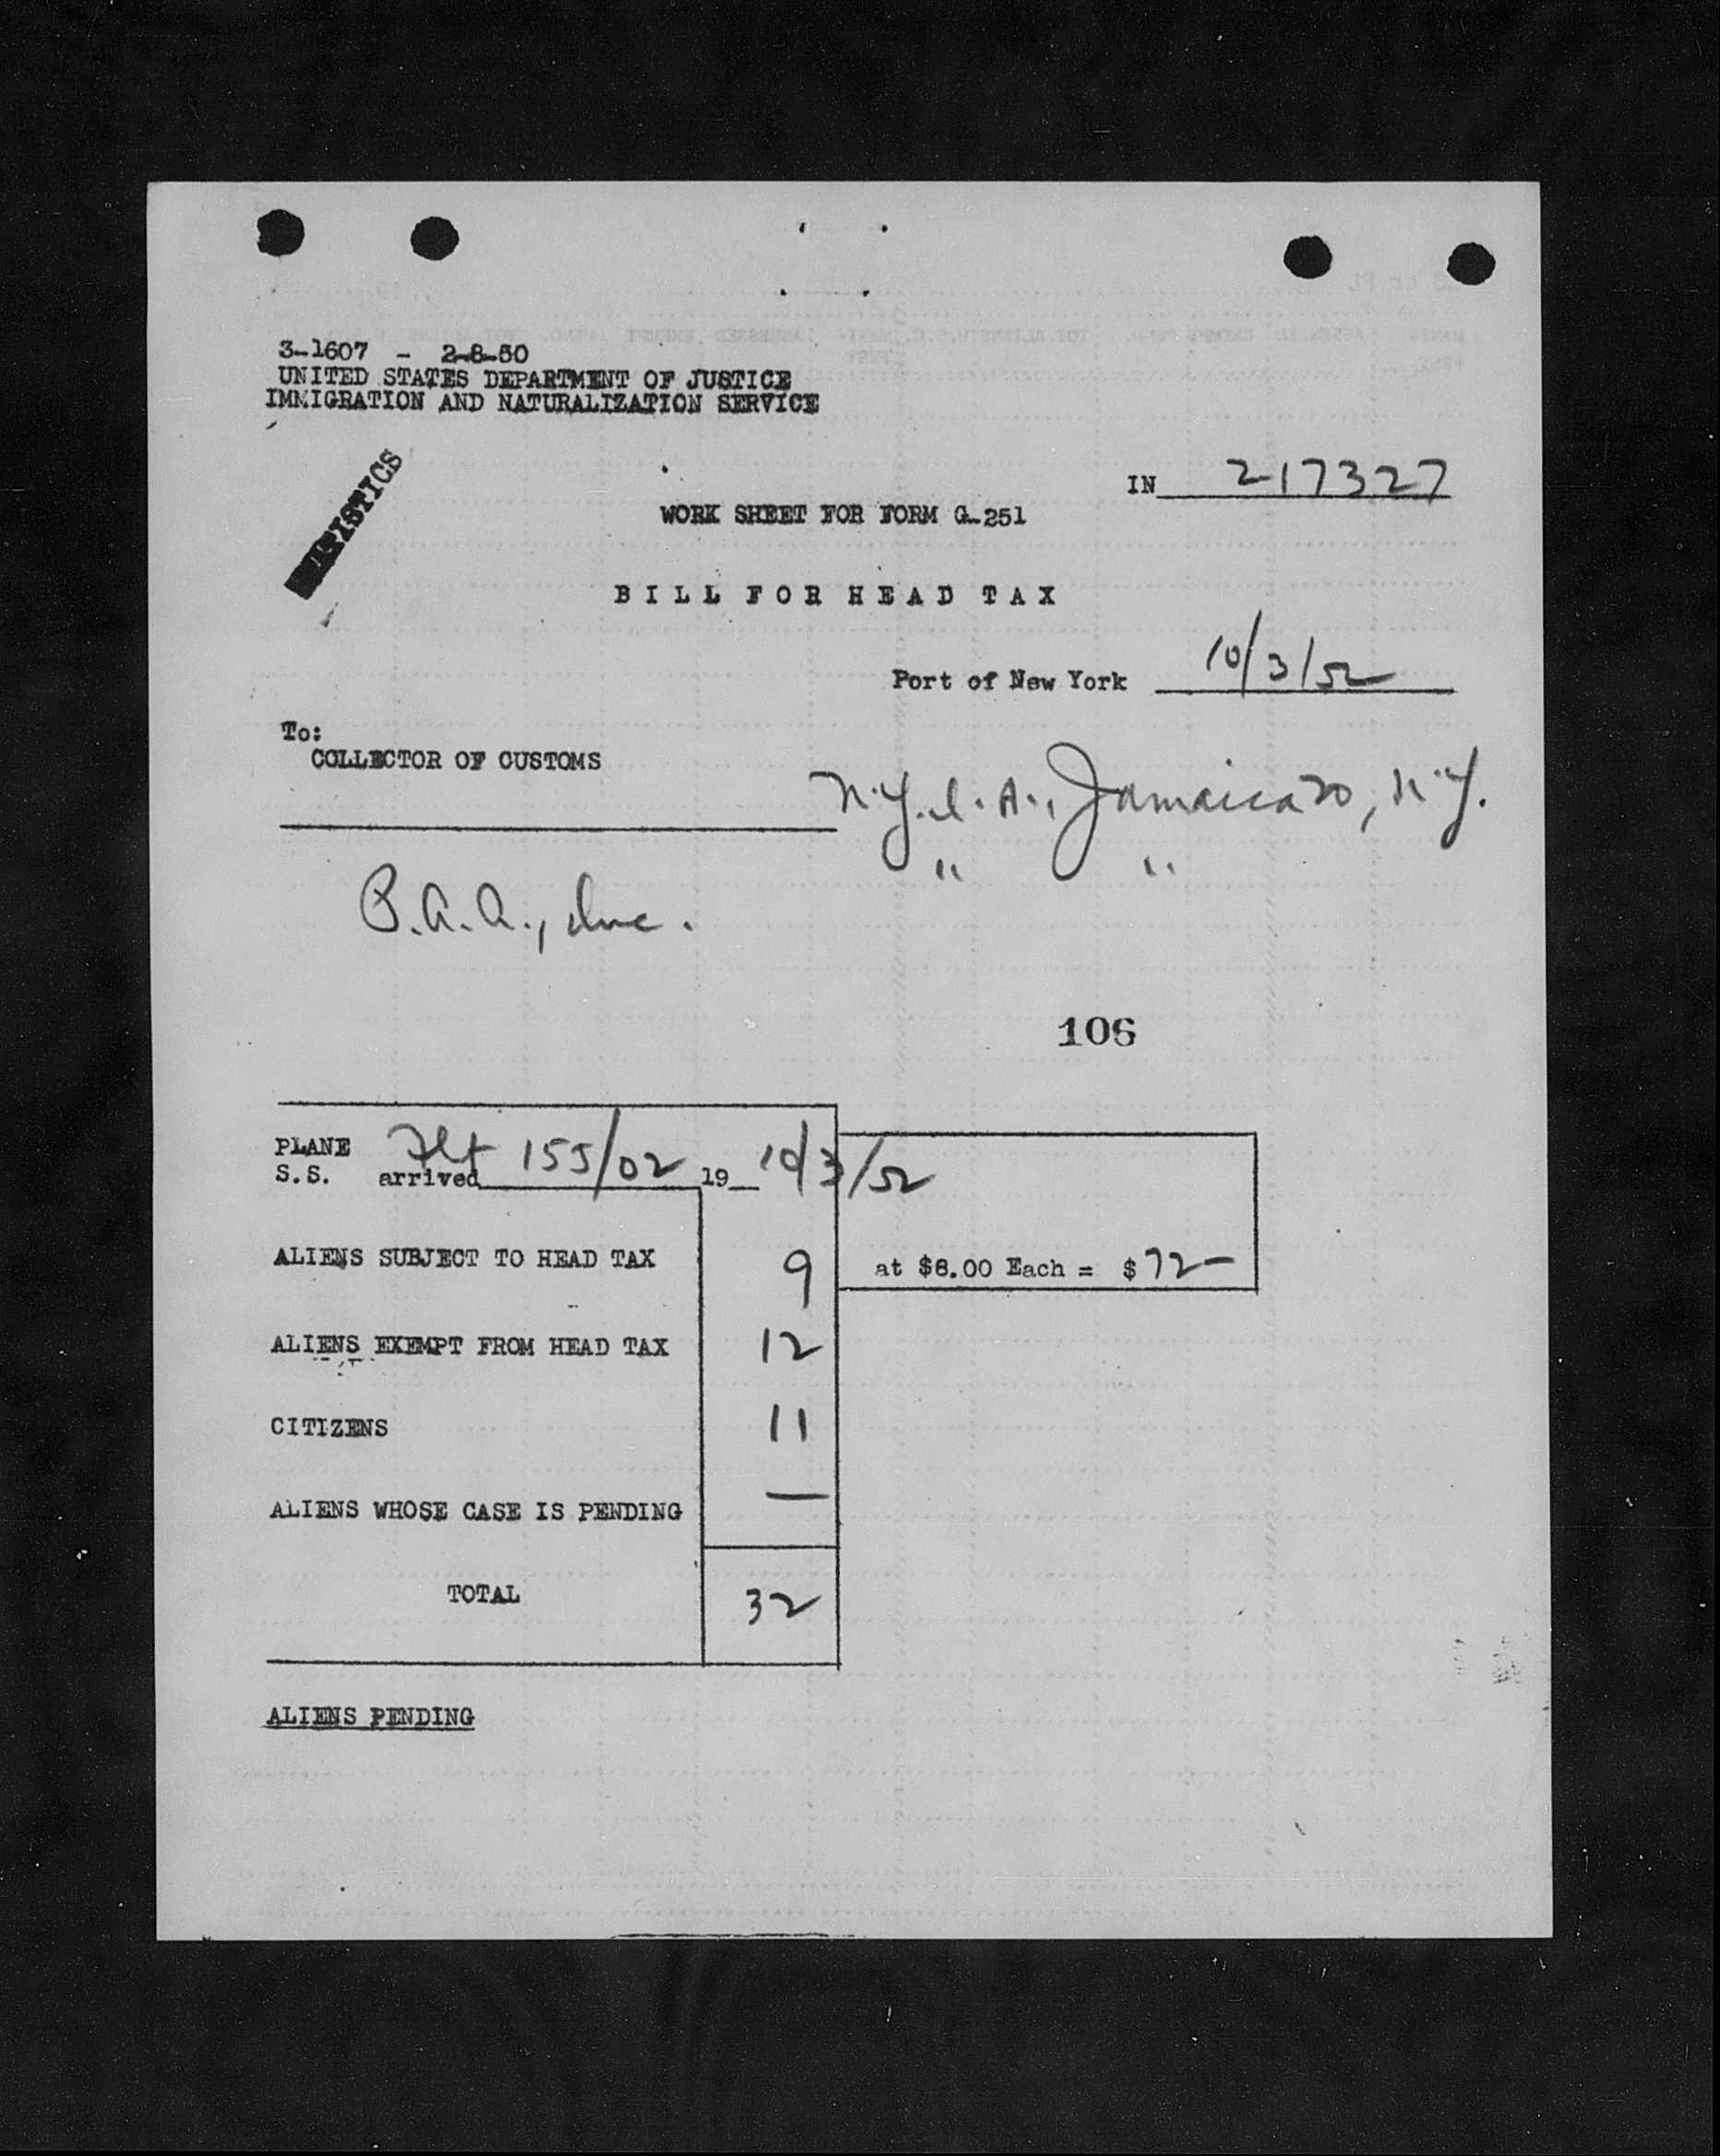 3-1607 - 2-8-50
UNITED STATES DEPARTMENT OF JUSTICE
IMMIGRATION AND NATURALIZATION SERVICE
STATISTICS
IN 217327
WORK SHEET FOR FORM G-251
BILL FOR HEAD TAX
Port of New York 10/3/52
To:
COLLECTOR OF CUSTOMS
N.Y.I.A., Jamaica 30, N.Y.
" "
P.A.A., Inc.
106
PLANE
S.S. arrived Flt 155/02 19 10/3/52
ALIENS SUBJECT TO HEAD TAX 9 at $8.00 Each = $72—
ALIENS EXEMPT FROM HEAD TAX 12
CITIZENS 11
ALIENS WHOSE CASE IS PENDING —
TOTAL 32
ALIENS PENDING